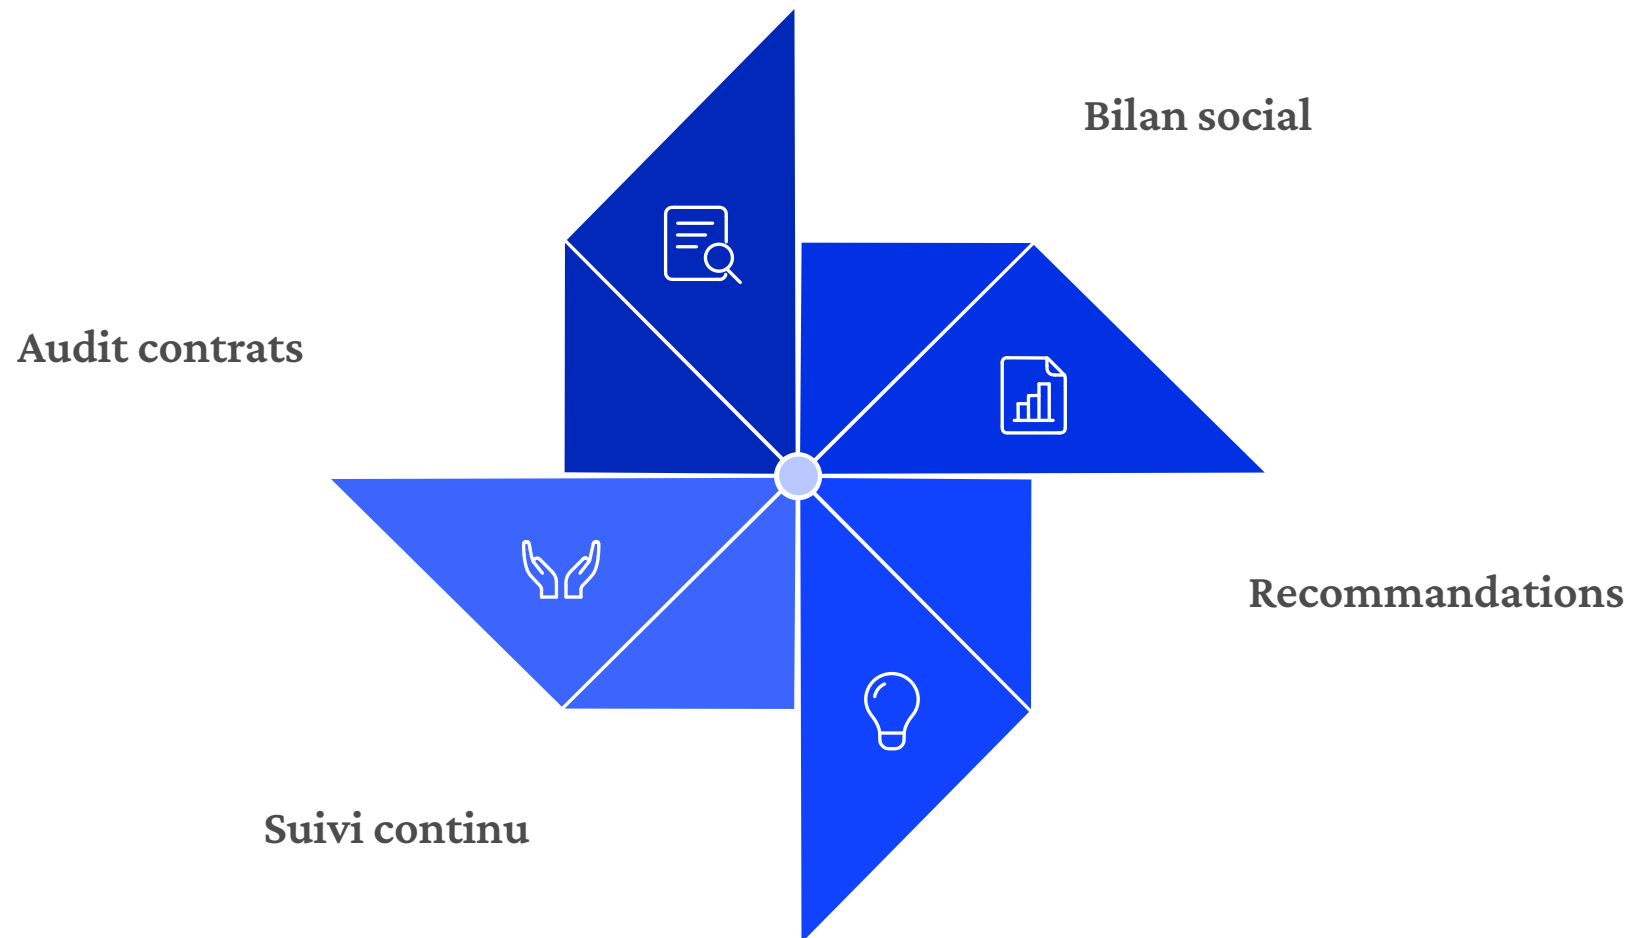 Bilan social
Audit contrats
Recommandations
Suivi continu